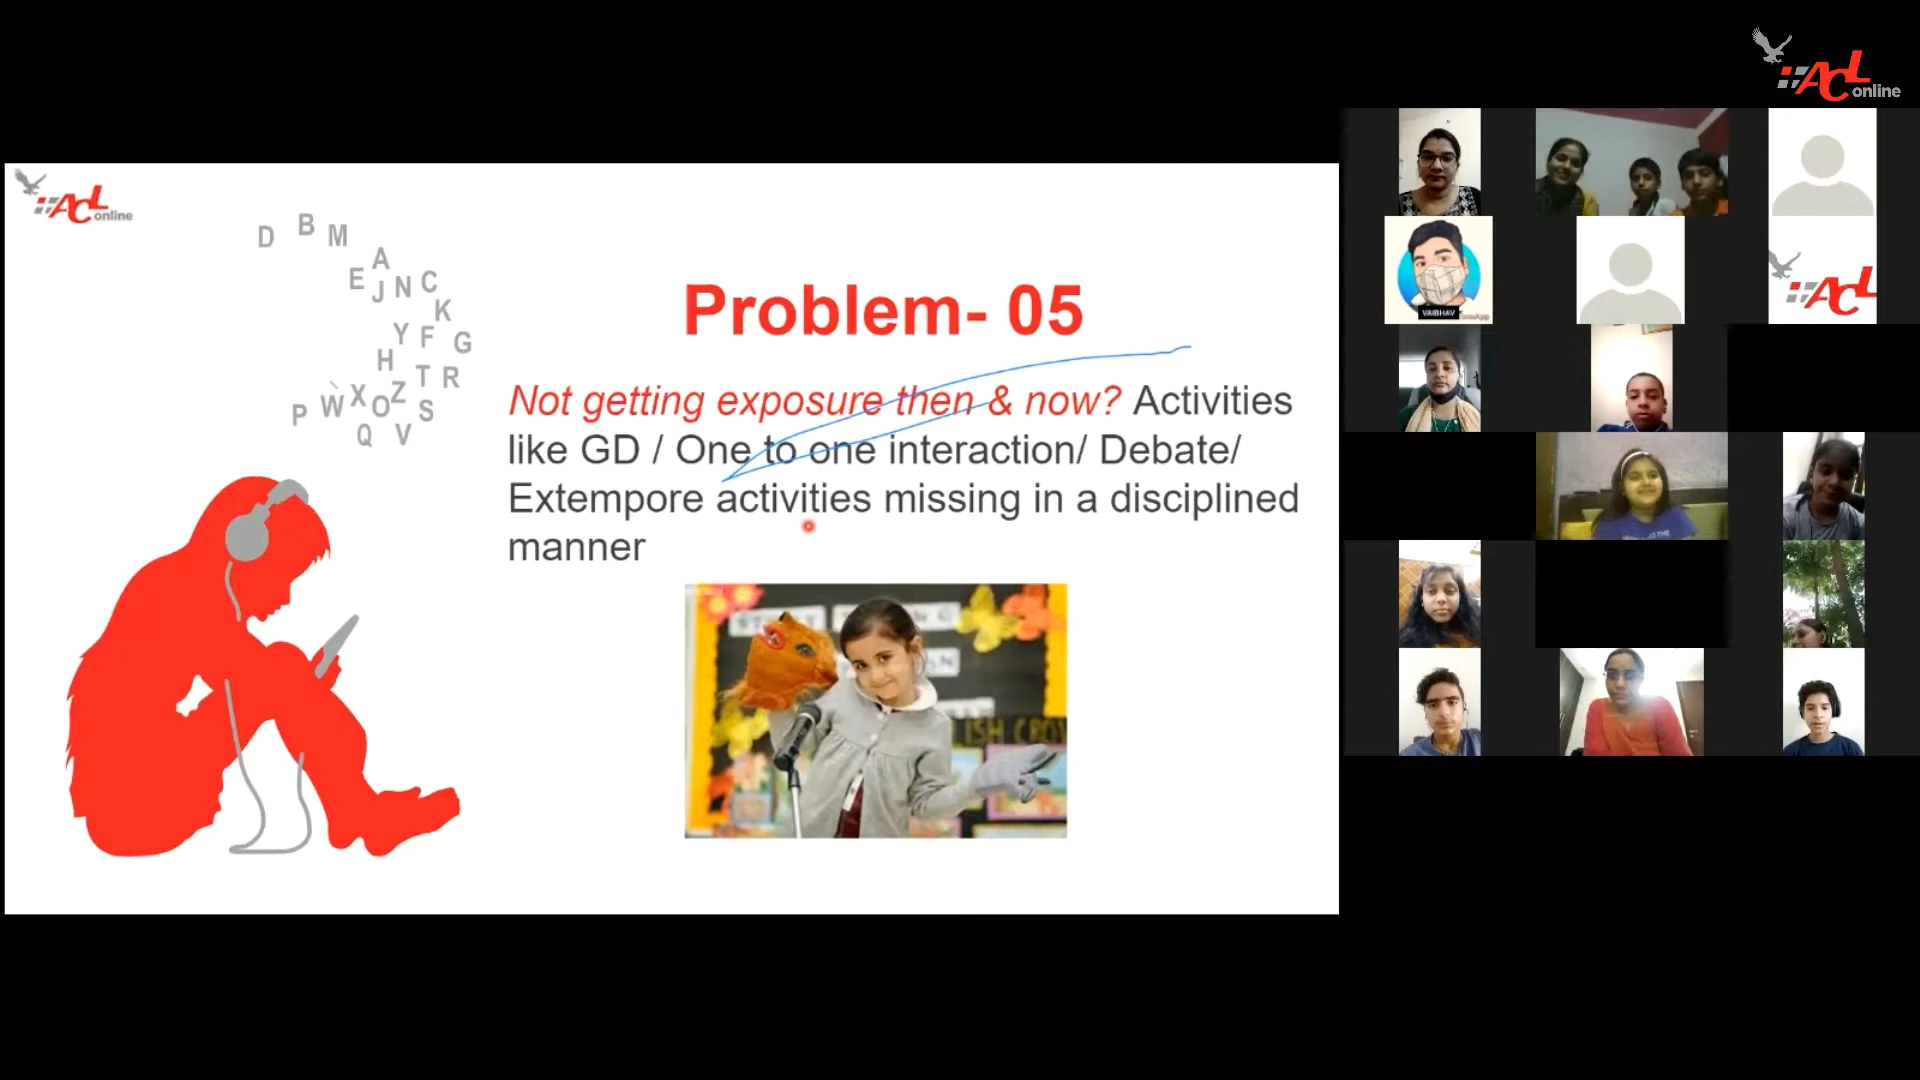 ACL
online
ACL
online
D B M
A
E J N C
K
Y F G
H
T R
P W X O Z S
Q V
Problem- 05
Not getting exposure then & now? Activities
like GD / One to one interaction/ Debate/
Extempore activities missing in a disciplined
manner
VAIBHAV
ACL